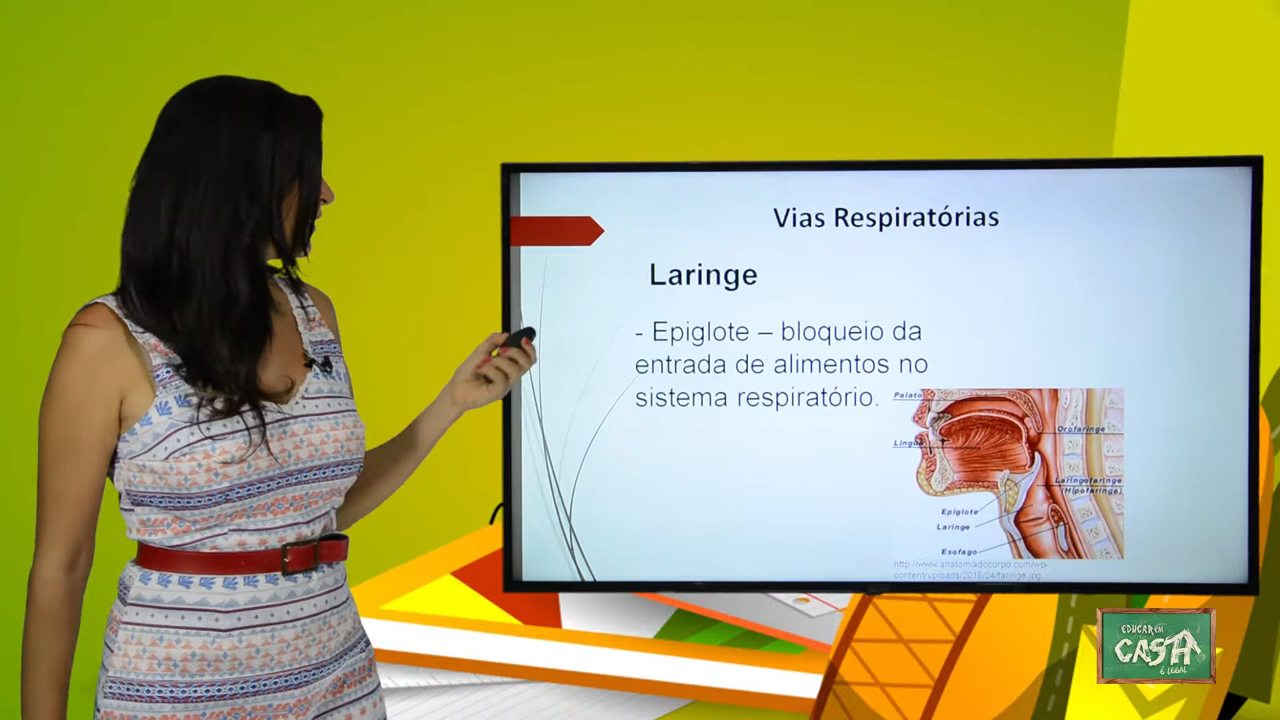 Vias Respiratórias
Laringe
- Epiglote – bloqueio da
entrada de alimentos no
sistema respiratório.
Palato
Orofaringe
Língua
Laringofaringe
(Hipofaringe)
Epiglote
Laringe
Esofago
http://www.anatomiadocorpo.com/wp-
content/uploads/2016/04/faringe.jpg
EDUCAR EM
CASA
É LEGAL